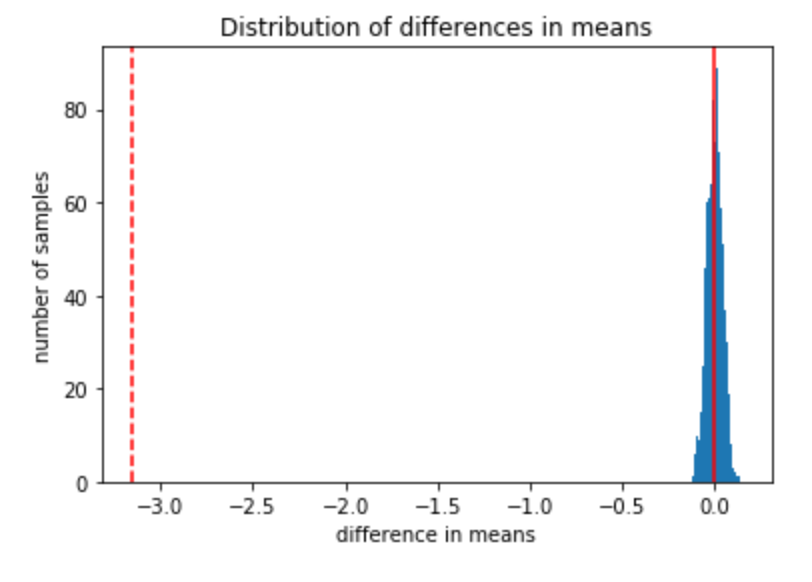 Distribution of differences in means
number of samples
80
60
40
20
0
−3.0 −2.5 −2.0 −1.5 −1.0 −0.5 0.0
difference in means